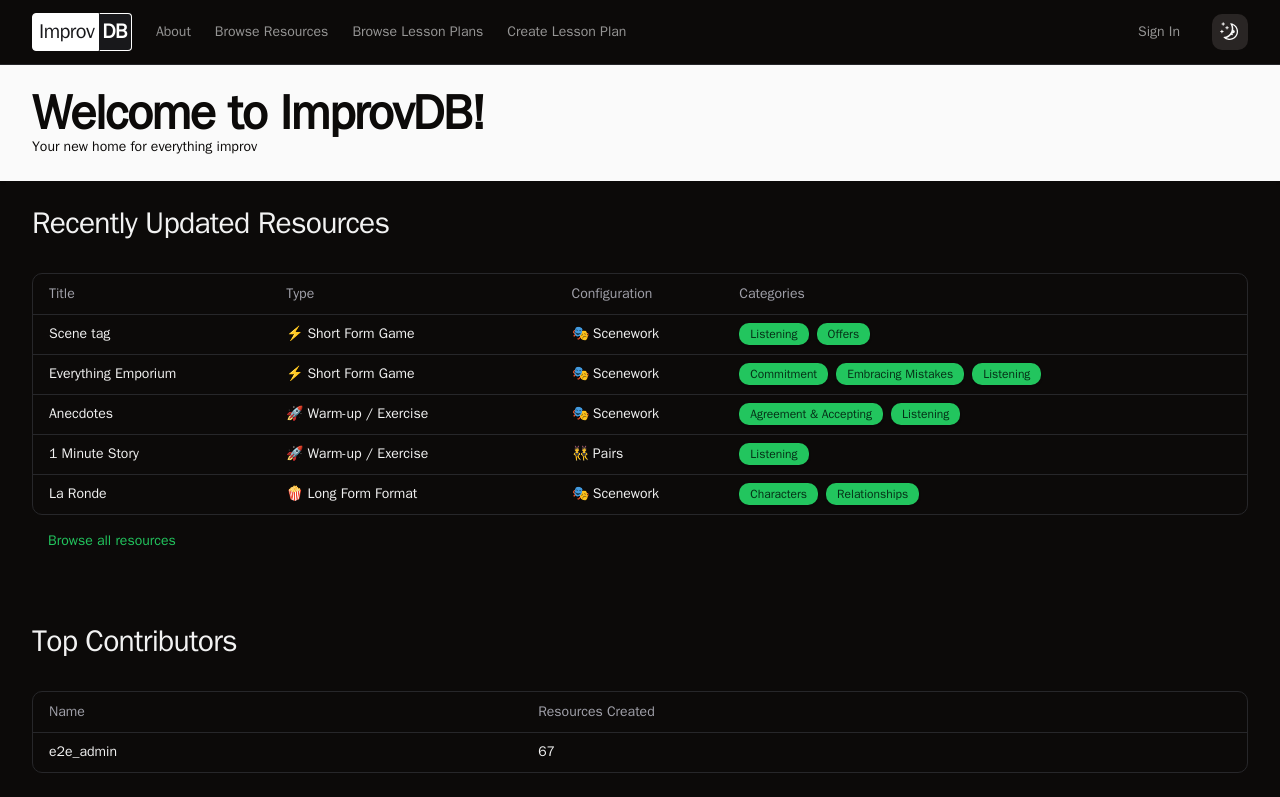 Improv DB About Browse Resources Browse Lesson Plans Create Lesson Plan Sign In
Welcome to ImprovDB!
Your new home for everything improv
Recently Updated Resources
Title Type Configuration Categories
Scene tag ⚡ Short Form Game 🎭 Scenework Listening Offers
Everything Emporium ⚡ Short Form Game 🎭 Scenework Commitment Embracing Mistakes Listening
Anecdotes 🚀 Warm-up / Exercise 🎭 Scenework Agreement & Accepting Listening
1 Minute Story 🚀 Warm-up / Exercise 👯 Pairs Listening
La Ronde 🍿 Long Form Format 🎭 Scenework Characters Relationships
Browse all resources
Top Contributors
Name Resources Created
e2e_admin 67